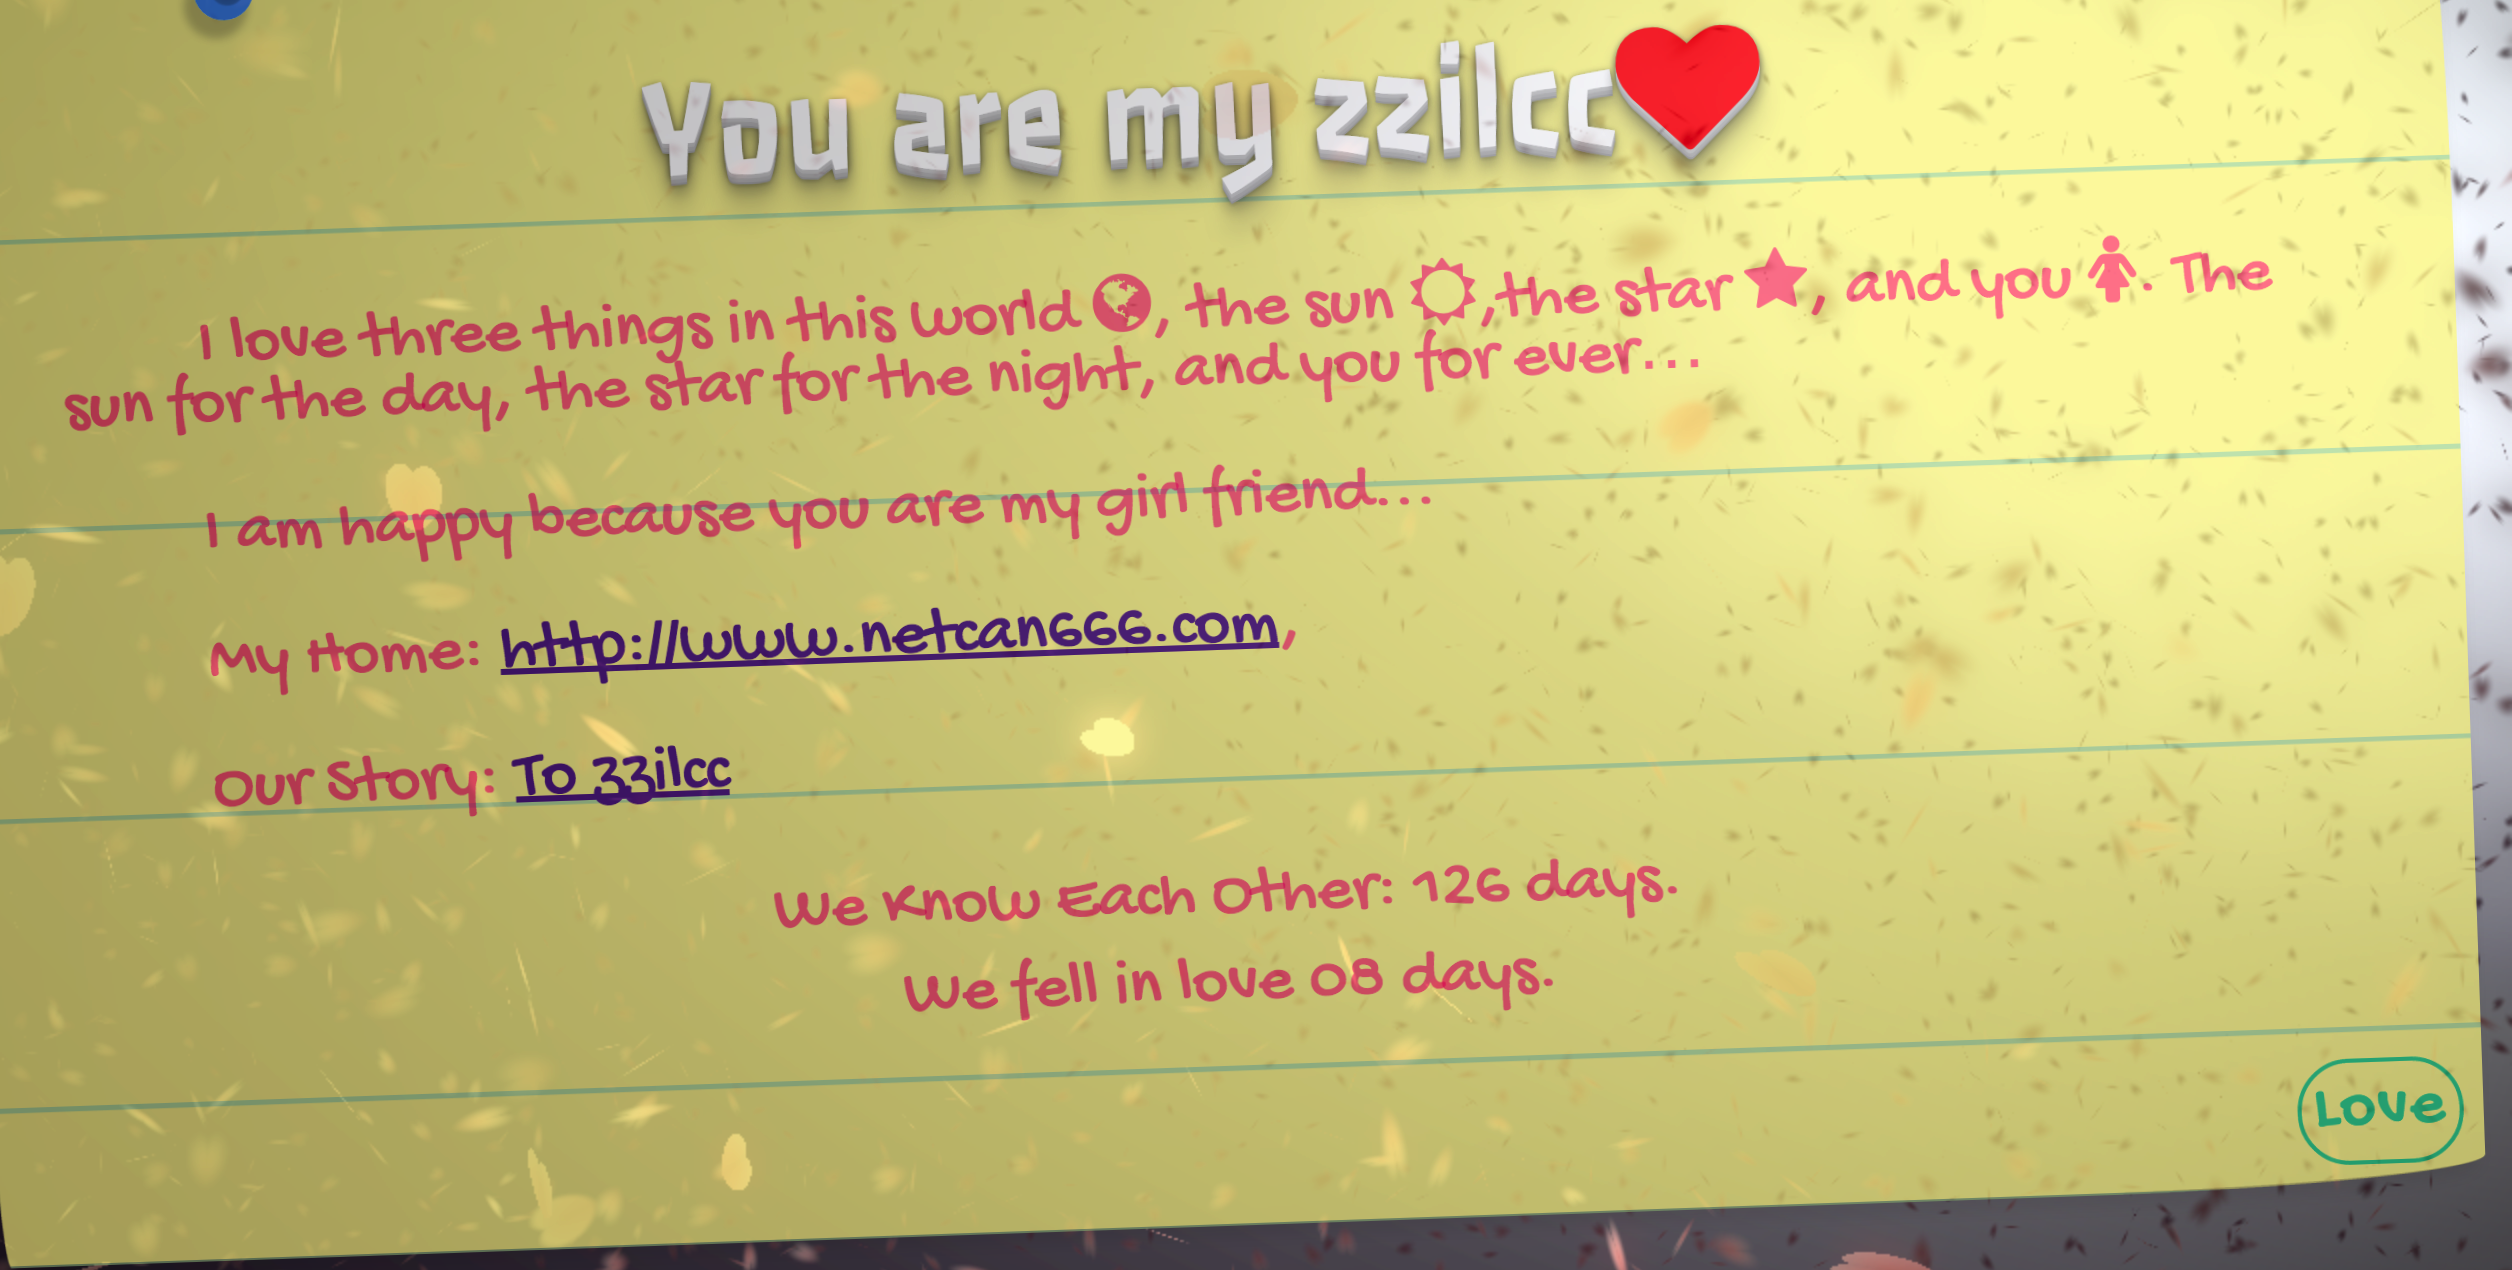 You are my zzilcc
I love three things in this world , the sun ,the star , and you . The
sun for the day, the star for the night, and you for ever...
I am happy because you are my girl friend...
My Home: http://www.netcan666.com,
Our Story: To zzilcc
We Know Each Other: 126 days.
We fell in love 08 days.
Love